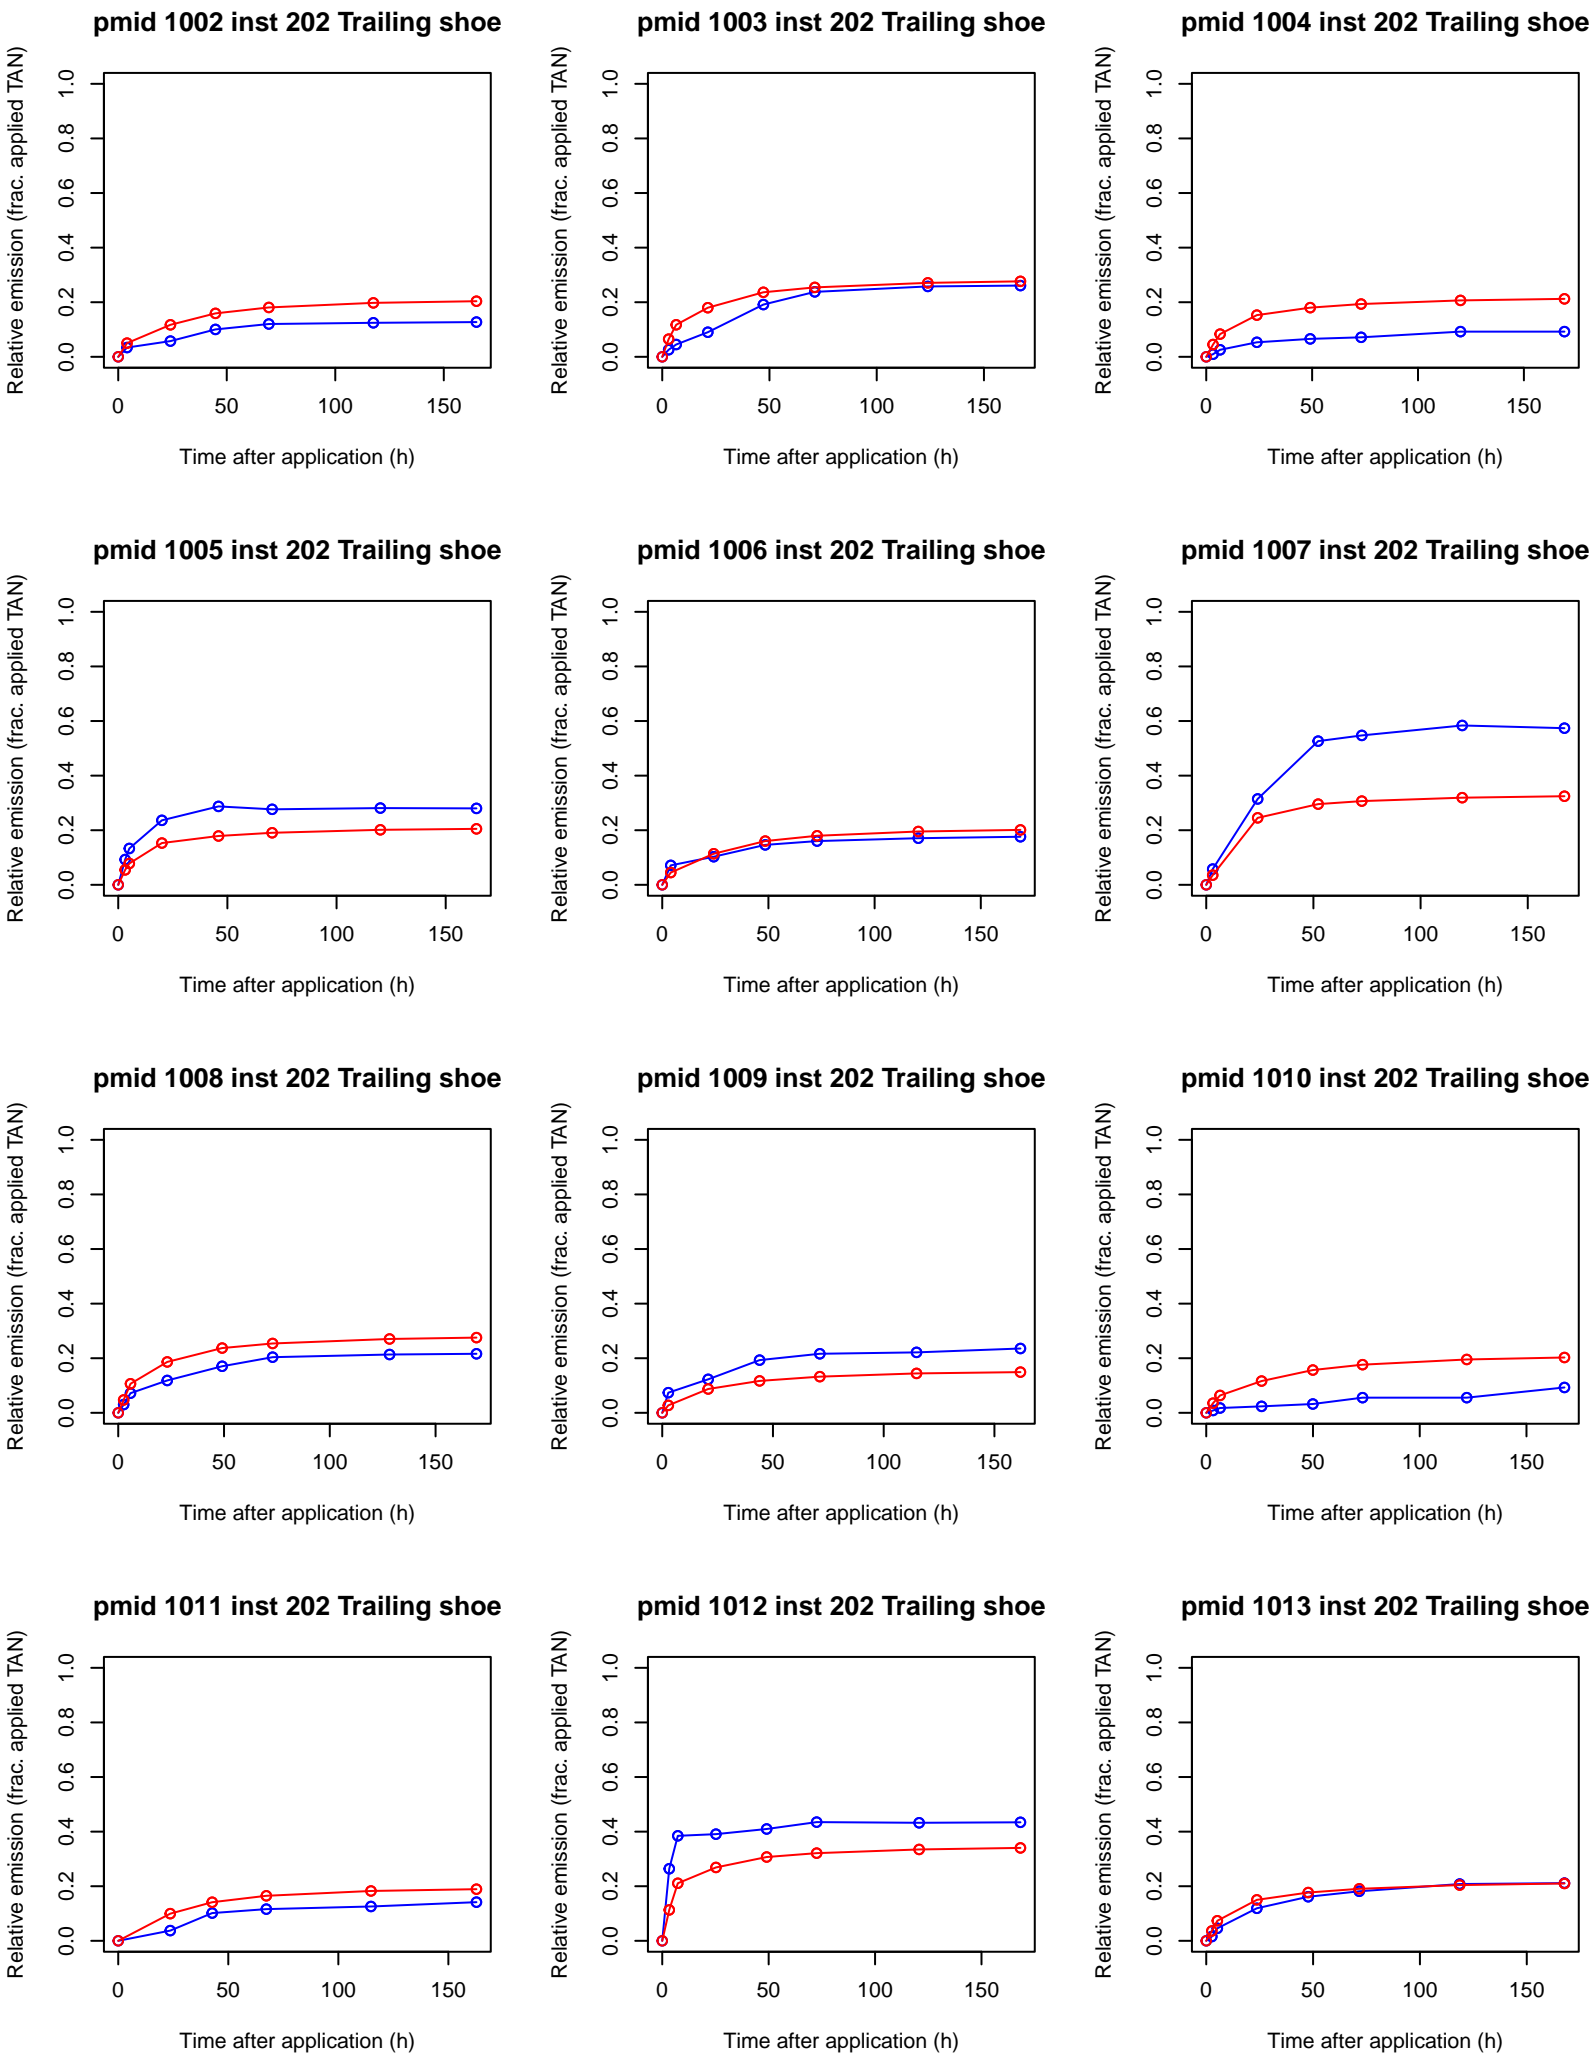 pmid 1002 inst 202 Trailing shoe
Relative emission (frac. applied TAN)
1.0
0.8
0.6
0.4
0.2
0.0
0 50 100 150
Time after application (h)
pmid 1003 inst 202 Trailing shoe
Relative emission (frac. applied TAN)
1.0
0.8
0.6
0.4
0.2
0.0
0 50 100 150
Time after application (h)
pmid 1004 inst 202 Trailing shoe
Relative emission (frac. applied TAN)
1.0
0.8
0.6
0.4
0.2
0.0
0 50 100 150
Time after application (h)
pmid 1005 inst 202 Trailing shoe
Relative emission (frac. applied TAN)
1.0
0.8
0.6
0.4
0.2
0.0
0 50 100 150
Time after application (h)
pmid 1006 inst 202 Trailing shoe
Relative emission (frac. applied TAN)
1.0
0.8
0.6
0.4
0.2
0.0
0 50 100 150
Time after application (h)
pmid 1007 inst 202 Trailing shoe
Relative emission (frac. applied TAN)
1.0
0.8
0.6
0.4
0.2
0.0
0 50 100 150
Time after application (h)
pmid 1008 inst 202 Trailing shoe
Relative emission (frac. applied TAN)
1.0
0.8
0.6
0.4
0.2
0.0
0 50 100 150
Time after application (h)
pmid 1009 inst 202 Trailing shoe
Relative emission (frac. applied TAN)
1.0
0.8
0.6
0.4
0.2
0.0
0 50 100 150
Time after application (h)
pmid 1010 inst 202 Trailing shoe
Relative emission (frac. applied TAN)
1.0
0.8
0.6
0.4
0.2
0.0
0 50 100 150
Time after application (h)
pmid 1011 inst 202 Trailing shoe
Relative emission (frac. applied TAN)
1.0
0.8
0.6
0.4
0.2
0.0
0 50 100 150
Time after application (h)
pmid 1012 inst 202 Trailing shoe
Relative emission (frac. applied TAN)
1.0
0.8
0.6
0.4
0.2
0.0
0 50 100 150
Time after application (h)
pmid 1013 inst 202 Trailing shoe
Relative emission (frac. applied TAN)
1.0
0.8
0.6
0.4
0.2
0.0
0 50 100 150
Time after application (h)